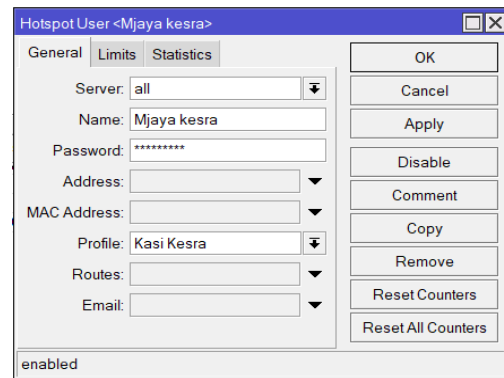 Hotspot User <Mjaya kesra>
General Limits Statistics
Server: all
Name: Mjaya kesra
Password: *********
Address:
MAC Address:
Profile: Kasi Kesra
Routes:
Email:
OK
Cancel
Apply
Disable
Comment
Copy
Remove
Reset Counters
Reset All Counters
enabled